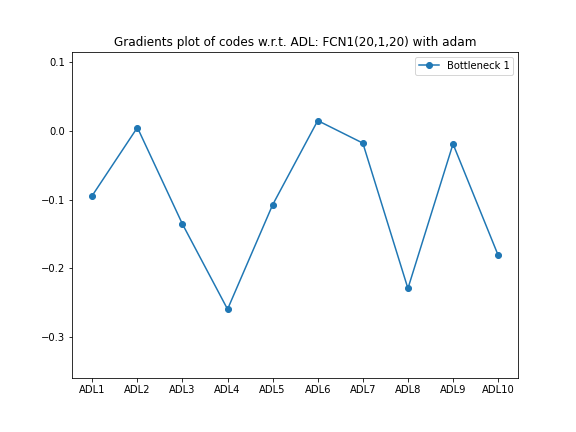 Gradients plot of codes w.r.t. ADL: FCN1(20,1,20) with adam
Bottleneck 1
0.1
0.0
−0.1
−0.2
−0.3
ADL1 ADL2 ADL3 ADL4 ADL5 ADL6 ADL7 ADL8 ADL9 ADL10